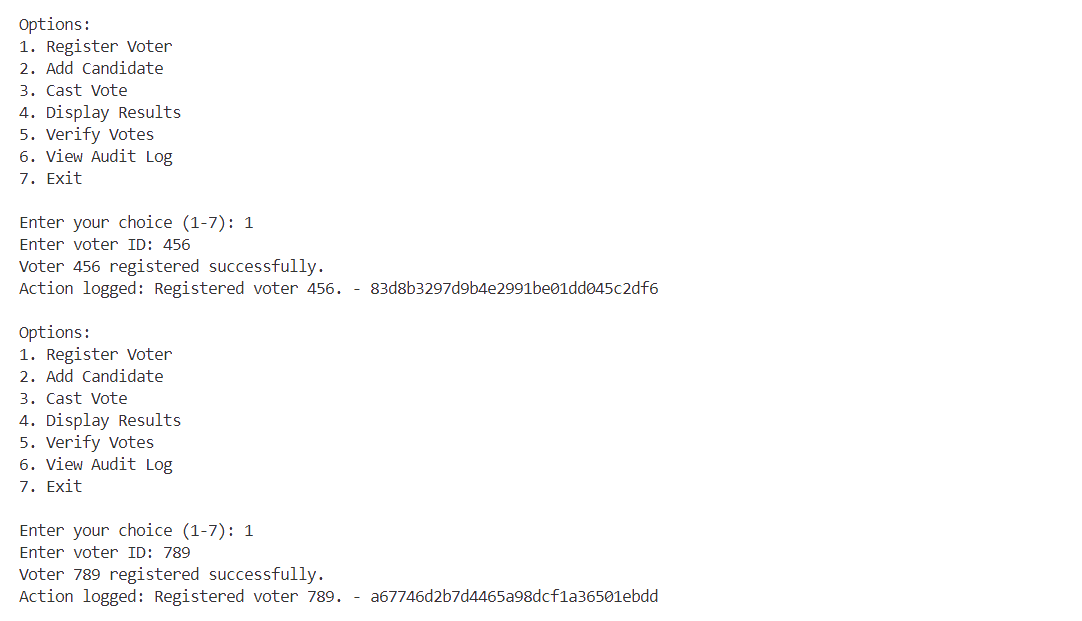 Options:
1. Register Voter
2. Add Candidate
3. Cast Vote
4. Display Results
5. Verify Votes
6. View Audit Log
7. Exit
Enter your choice (1-7): 1
Enter voter ID: 456
Voter 456 registered successfully.
Action logged: Registered voter 456. - 83d8b3297d9b4e2991be01dd045c2df6
Options:
1. Register Voter
2. Add Candidate
3. Cast Vote
4. Display Results
5. Verify Votes
6. View Audit Log
7. Exit
Enter your choice (1-7): 1
Enter voter ID: 789
Voter 789 registered successfully.
Action logged: Registered voter 789. - a67746d2b7d4465a98dcf1a36501ebdd